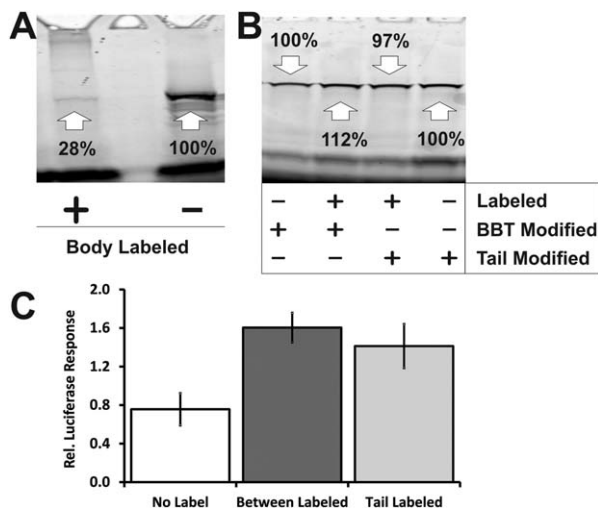 A
28%
100%
+ −
Body Labeled
B
100% 97%
112% 100%
− + + − Labeled
+ + − − BBT Modified
− − + + Tail Modified
C
Rel. Luciferase Response
2.0
1.6
1.2
0.8
0.4
0.0
No Label Between Labeled Tail Labeled